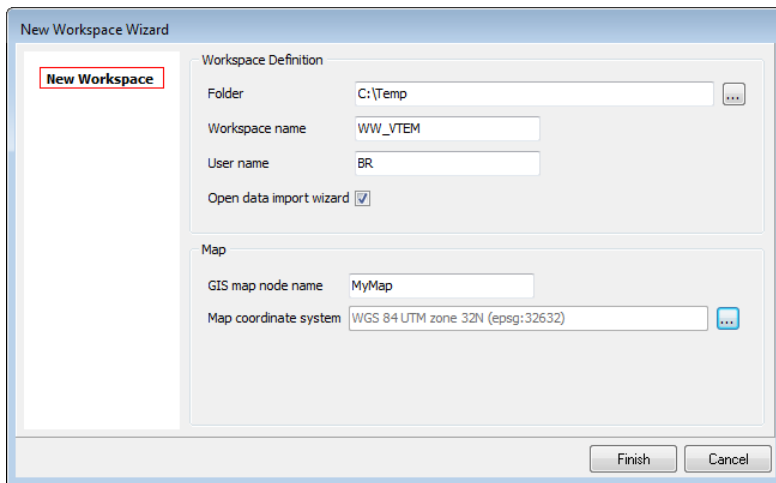 New Workspace Wizard
New Workspace
Workspace Definition
Folder C:\Temp ...
Workspace name WW_VTEM
User name BR
Open data import wizard
Map
GIS map node name MyMap
Map coordinate system WGS 84 UTM zone 32N (epsg:32632) ...
Finish Cancel